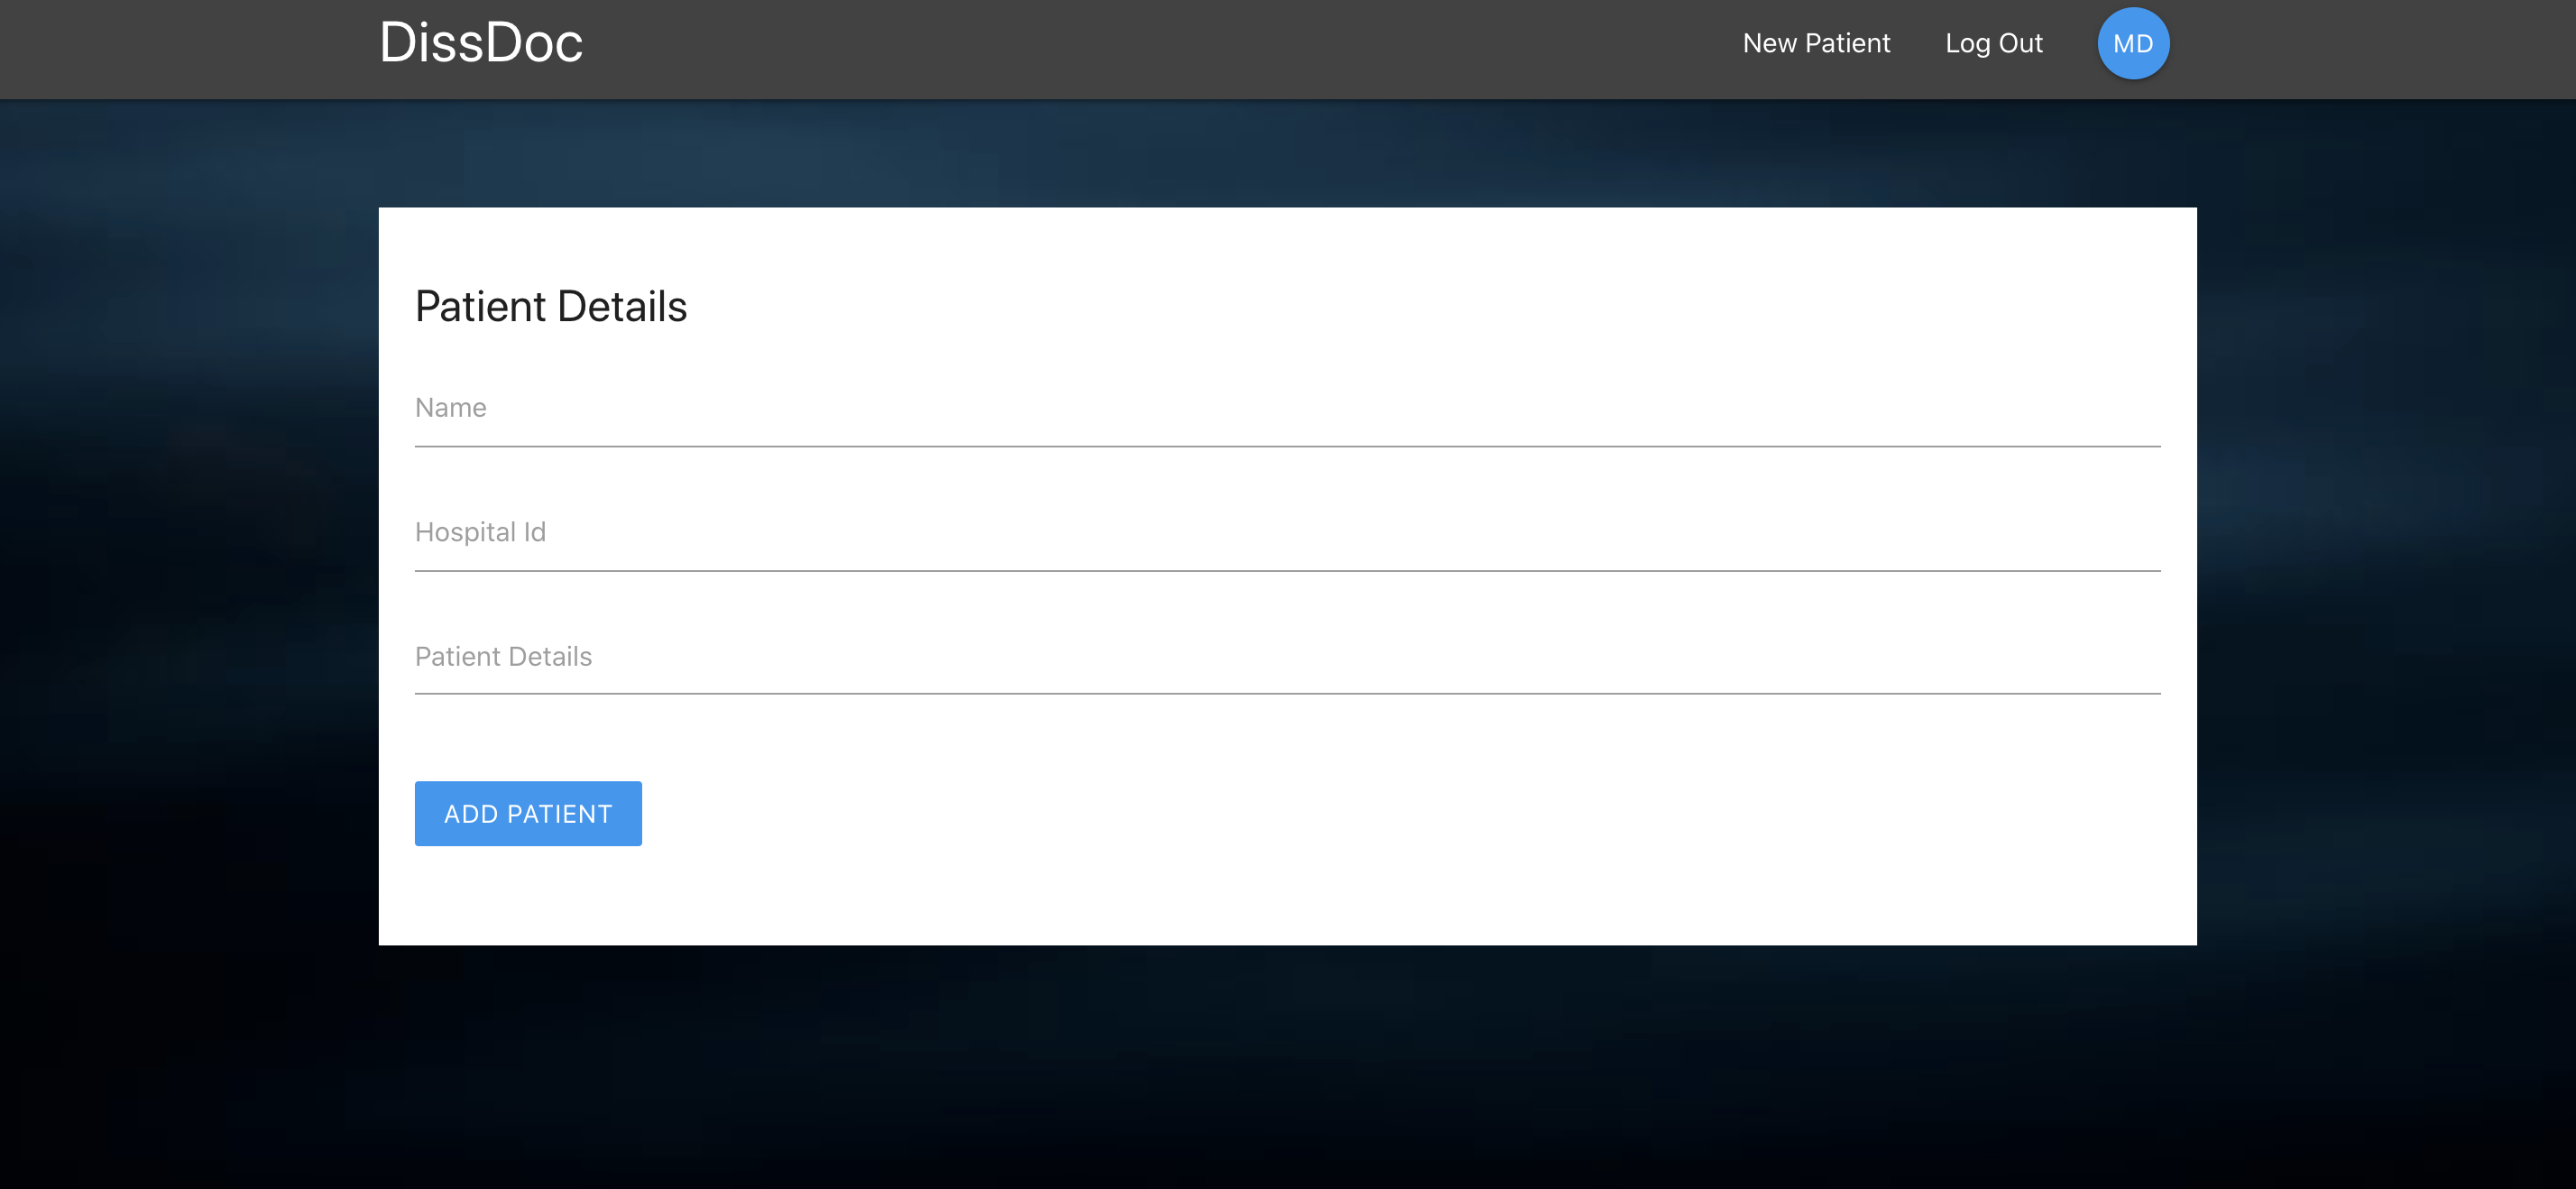 DissDoc
New Patient
Log Out
MD
Patient Details
Name
Hospital Id
Patient Details
ADD PATIENT